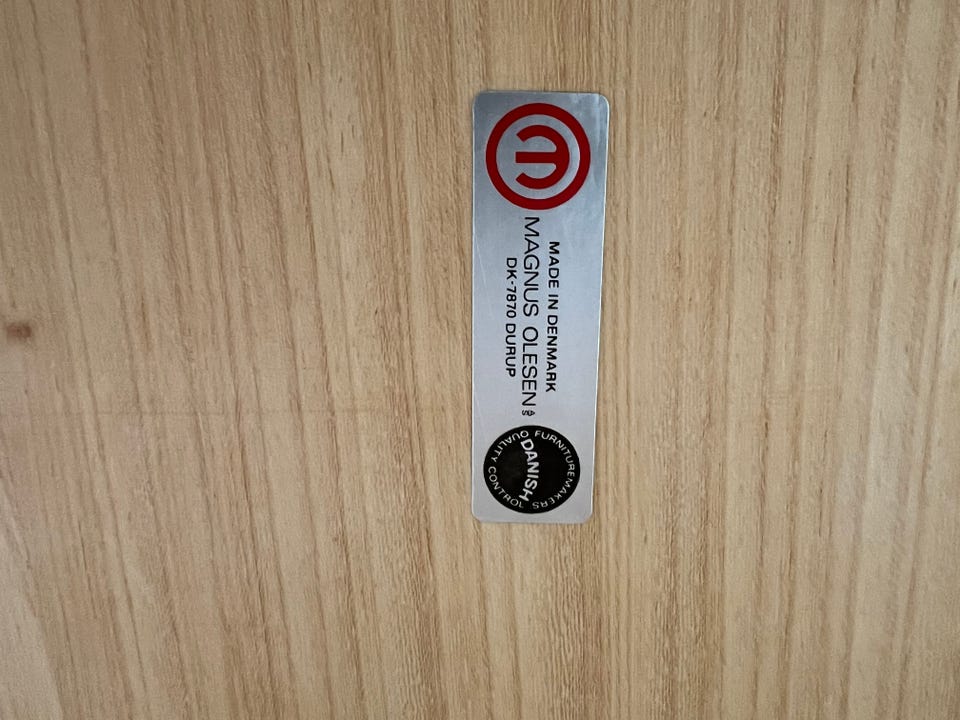 MADE IN DENMARK
MAGNUS OLESEN A/S
DK-7870 DURUP
FURNITUREMAKERS
DANISH
QUALITY CONTROL